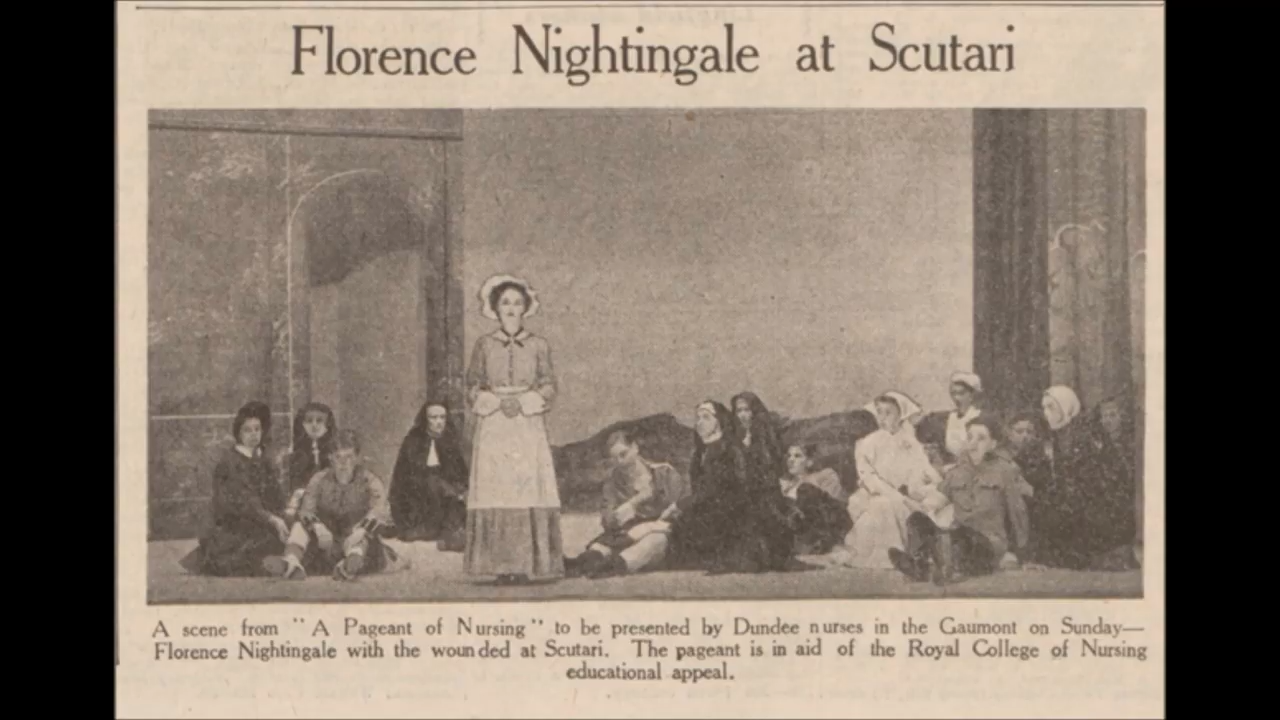 Florence Nightingale at Scutari
A scene from "A Pageant of Nursing" to be presented by Dundee nurses in the Gaumont on Sunday—
Florence Nightingale with the wounded at Scutari. The pageant is in aid of the Royal College of Nursing
educational appeal.